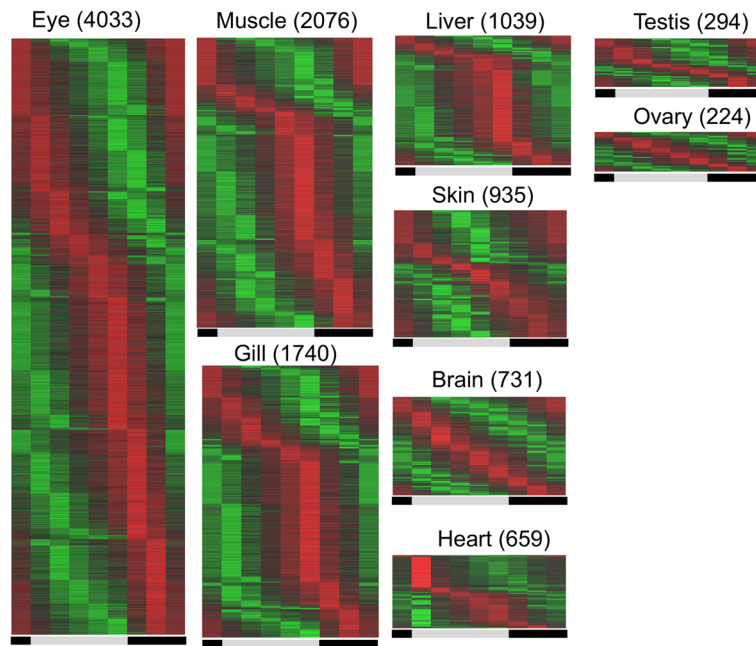 Eye (4033)
Muscle (2076)
Liver (1039)
Testis (294)
Ovary (224)
Skin (935)
Gill (1740)
Brain (731)
Heart (659)